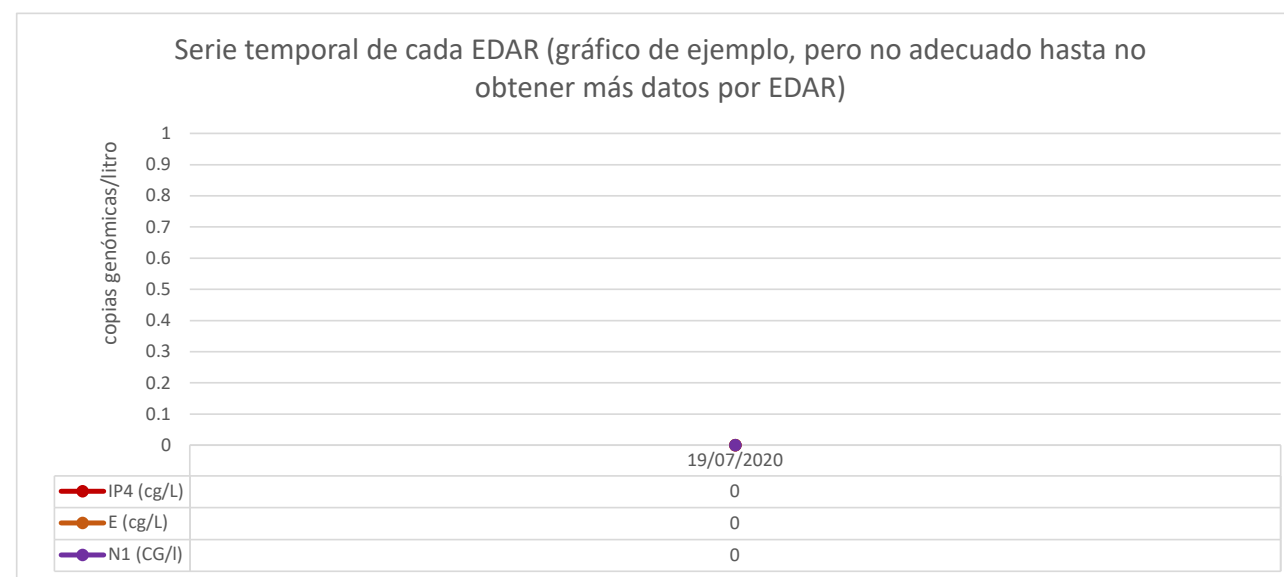 Serie temporal de cada EDAR (gráfico de ejemplo, pero no adecuado hasta no
obtener más datos por EDAR)
copias genómicas/litro
1
0.9
0.8
0.7
0.6
0.5
0.4
0.3
0.2
0.1
0
19/07/2020
IP4 (cg/L) 0
E (cg/L) 0
N1 (CG/l) 0